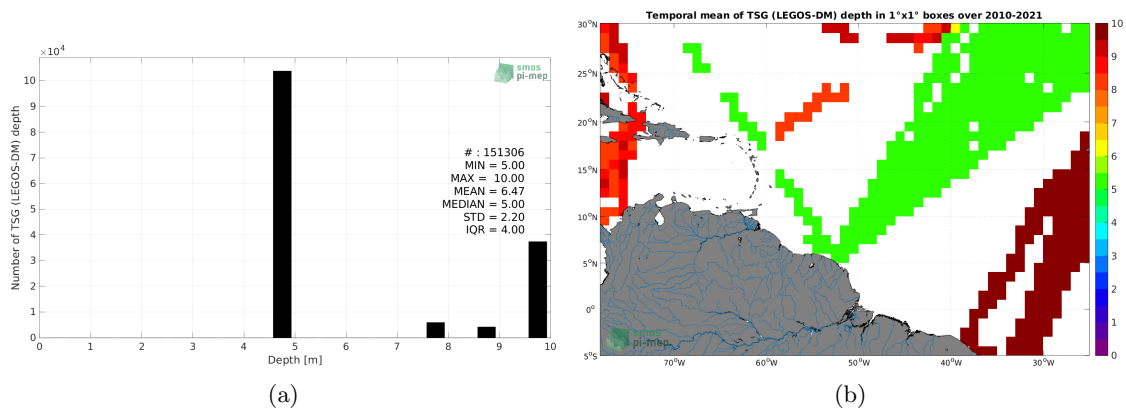 ×10⁴
10
9
8
7
6
5
4
3
2
1
0
Number of TSG (LEGOS-DM) depth
smos
pi-mep
# : 151306
MIN = 5.00
MAX = 10.00
MEAN = 6.47
MEDIAN = 5.00
STD = 2.20
IQR = 4.00
0 1 2 3 4 5 6 7 8 9 10
Depth [m]
(a)
Temporal mean of TSG (LEGOS-DM) depth in 1°x1° boxes over 2010-2021
30°N
25°N
20°N
15°N
10°N
5°N
0°
5°S
smos
pi-mep
70°W 60°W 50°W 40°W 30°W
10
9
8
7
6
5
4
3
2
1
0
(b)